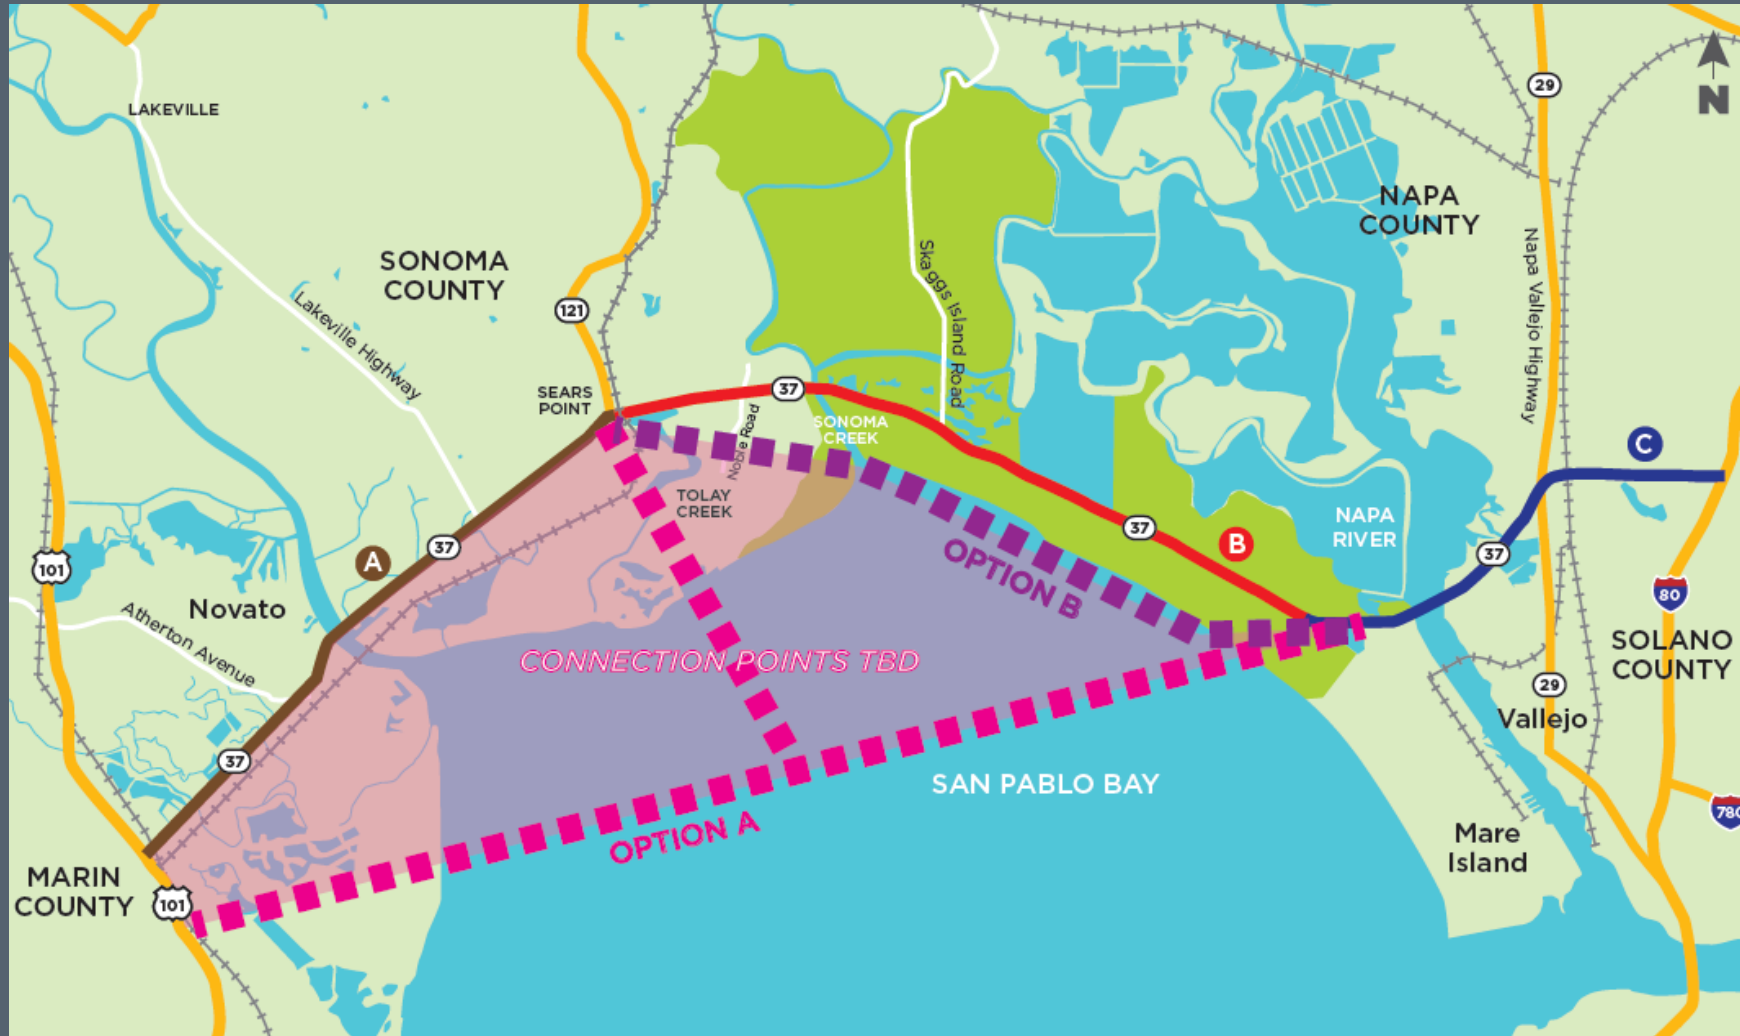 N
29
LAKEVILLE
NAPA
COUNTY
SONOMA
COUNTY
Napa Vallejo Highway
Skaggs Island Road
Lakeville Highway
121
SEARS
POINT
37
Noble Road
SONOMA
CREEK
C
TOLAY
CREEK
NAPA
RIVER
37
B
37
37
A
101
OPTION B
80
Novato
Atherton Avenue
SOLANO
COUNTY
CONNECTION POINTS TBD
29
Vallejo
37
SAN PABLO BAY
780
OPTION A
Mare
Island
MARIN
COUNTY
101